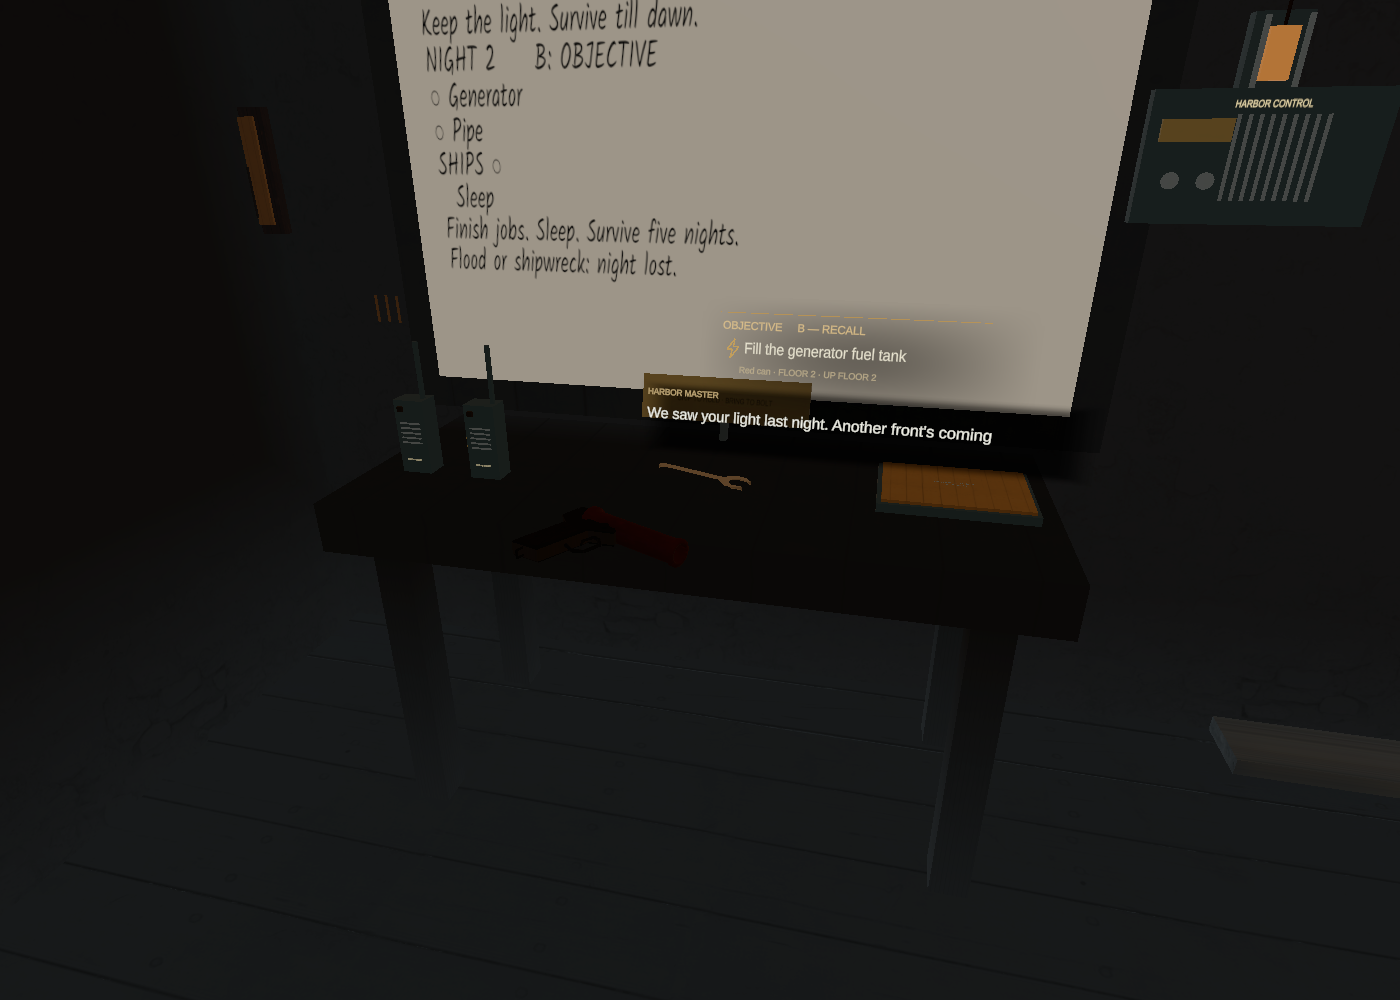 Keep the light. Survive till dawn.
NIGHT 2 B: OBJECTIVE
○ Generator
○ Pipe
SHIPS ○
Sleep
Finish jobs. Sleep. Survive five nights.
Flood or shipwreck: night lost.
HARBOR CONTROL
OBJECTIVE B — RECALL
Fill the generator fuel tank
Red can · FLOOR 2 · UP FLOOR 2
HARBOR MASTER
We saw your light last night. Another front's coming